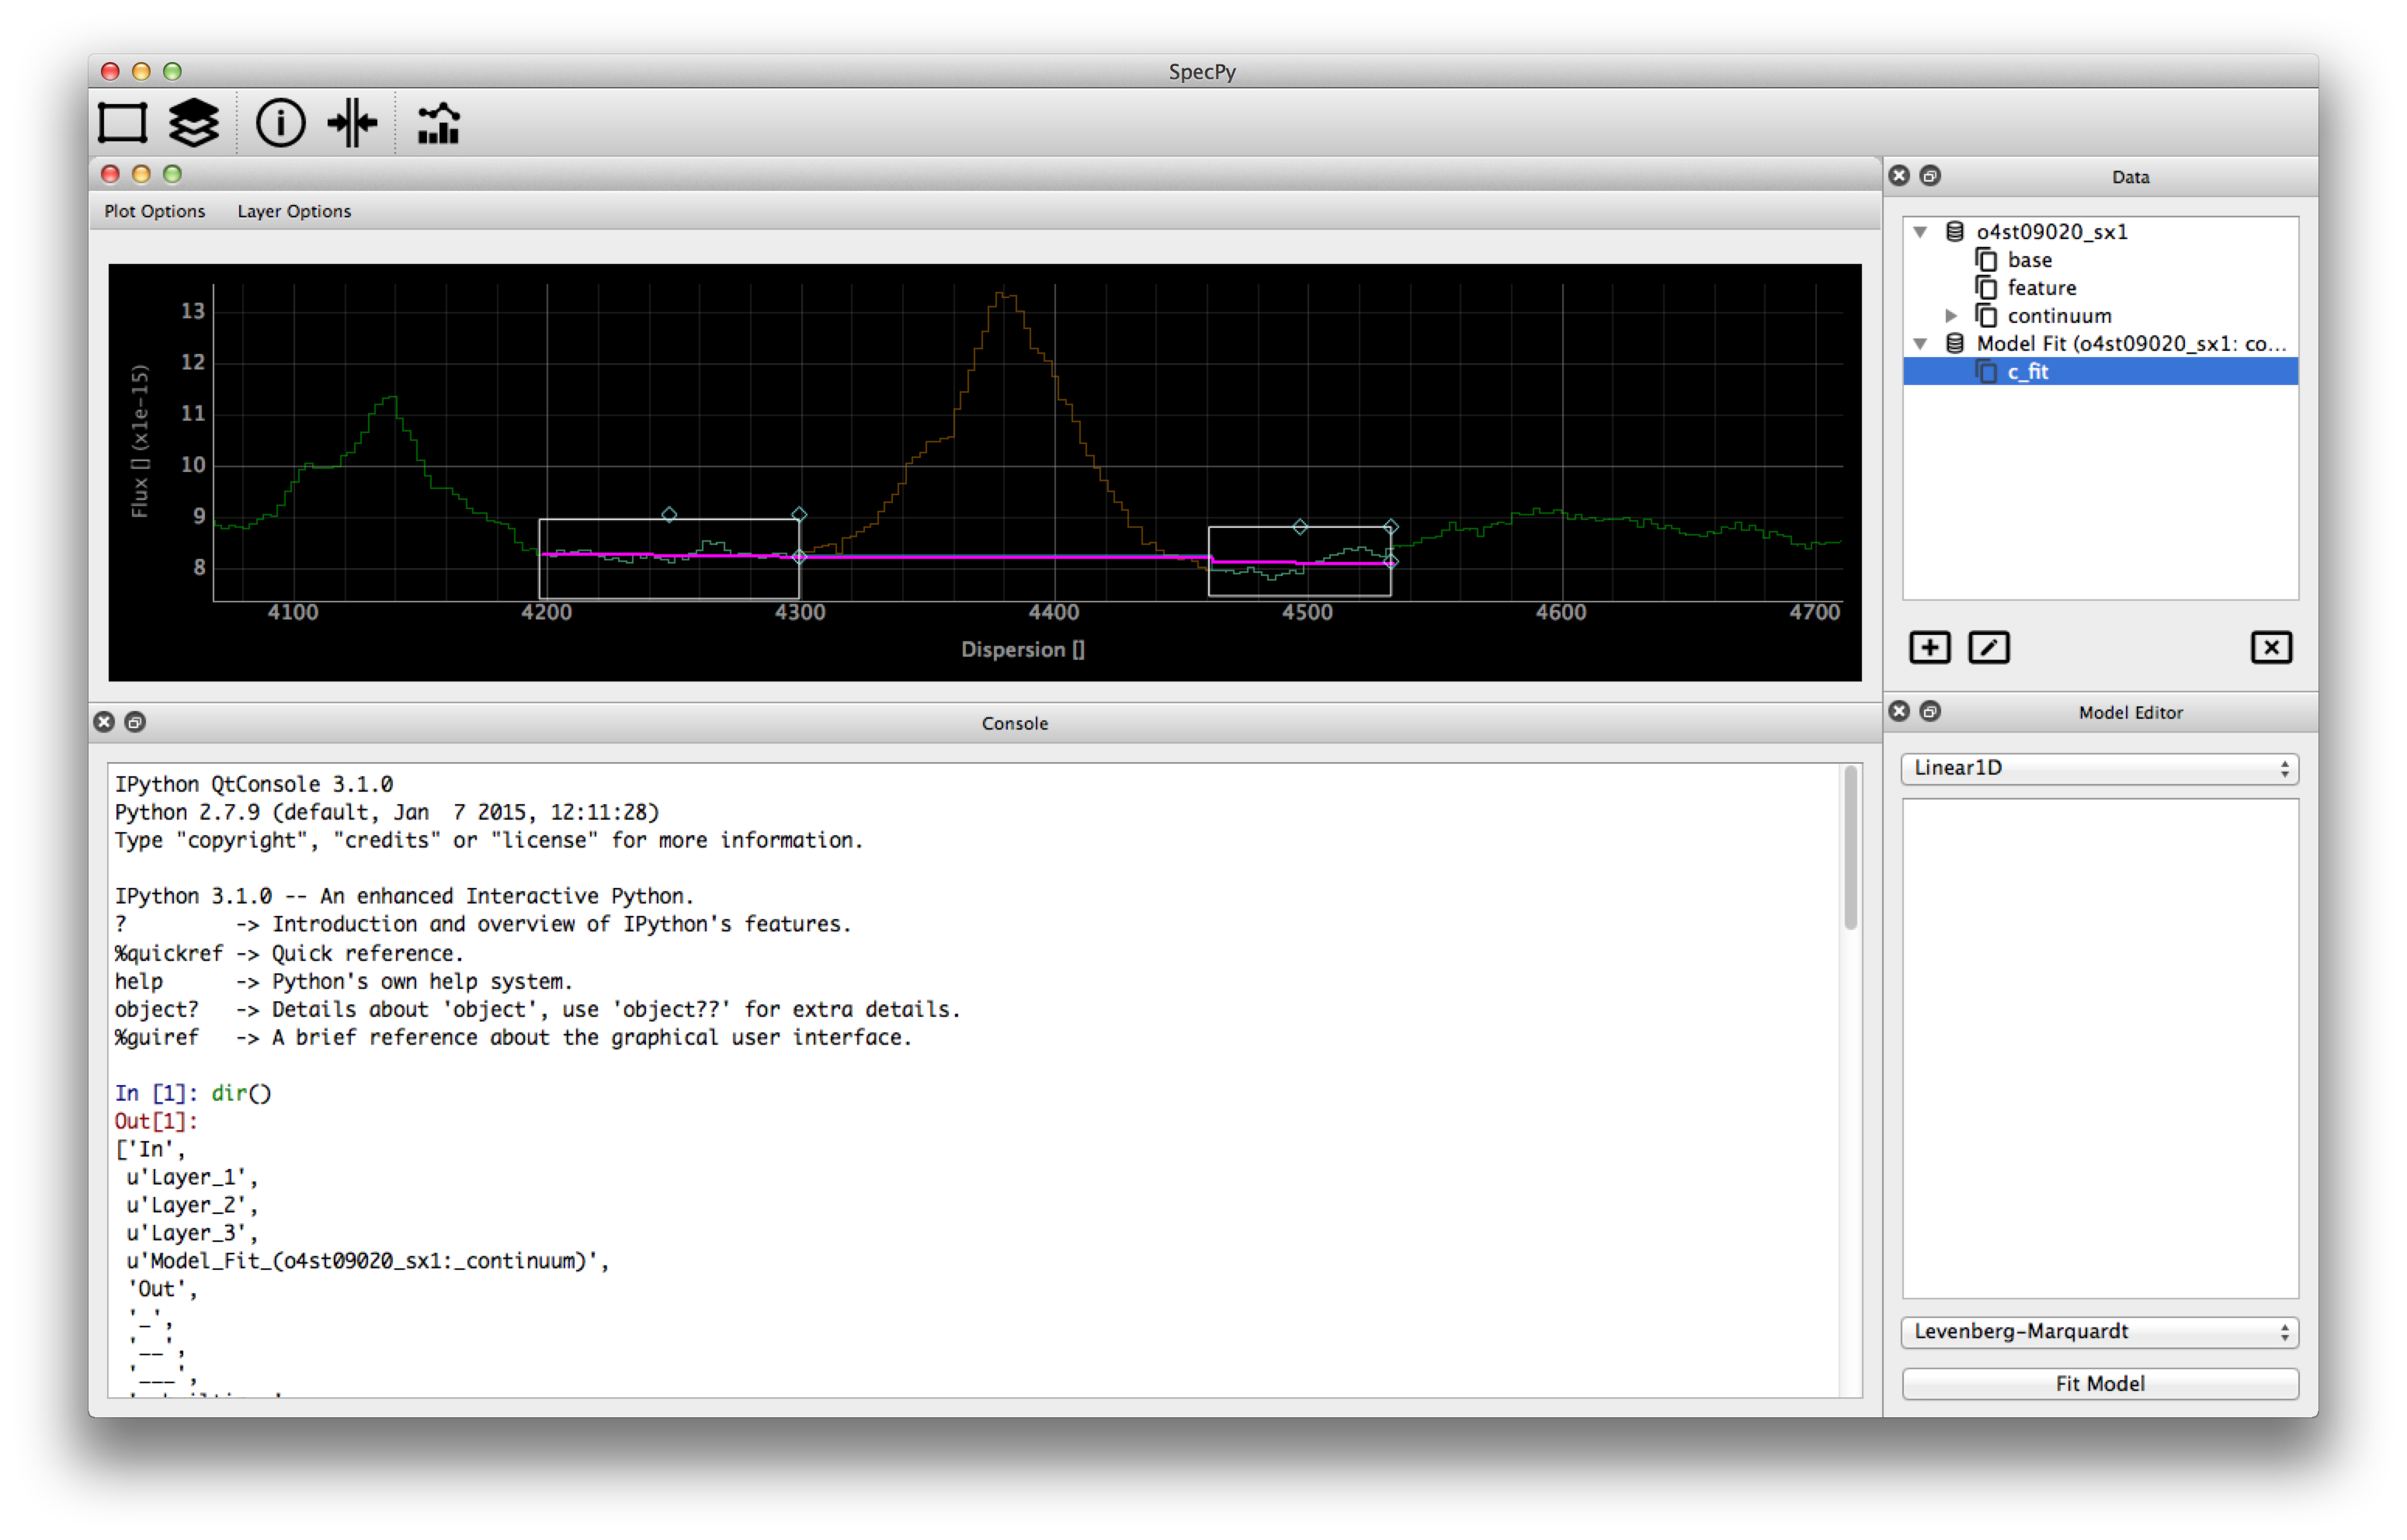 SpecPy
Plot Options Layer Options
13
12
11
10
9
8
Flux [] (x1e-15)
4100 4200 4300 4400 4500 4600 4700
Dispersion []
Console
IPython QtConsole 3.1.0
Python 2.7.9 (default, Jan  7 2015, 12:11:28)
Type "copyright", "credits" or "license" for more information.
IPython 3.1.0 -- An enhanced Interactive Python.
?         -> Introduction and overview of IPython's features.
%quickref -> Quick reference.
help      -> Python's own help system.
object?   -> Details about 'object', use 'object??' for extra details.
%guiref   -> A brief reference about the graphical user interface.
In [1]: dir()
Out[1]:
['In',
u'Layer_1',
u'Layer_2',
u'Layer_3',
u'Model_Fit_(o4st09020_sx1:_continuum)',
'Out',
'_',
'__',
'___',
Data
o4st09020_sx1
base
feature
continuum
Model Fit (o4st09020_sx1: co...
c_fit
Model Editor
Linear1D
Levenberg-Marquardt
Fit Model